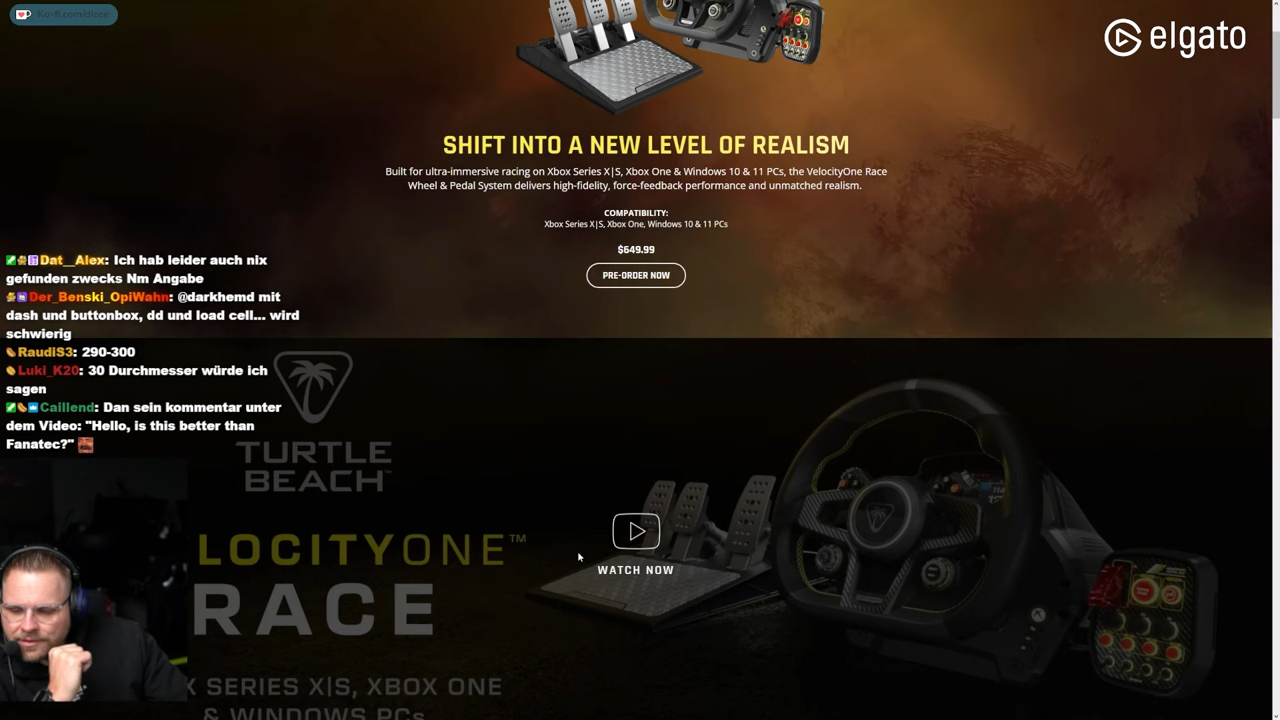 Ko-fi.com/dizee
elgato
SHIFT INTO A NEW LEVEL OF REALISM
Built for ultra-immersive racing on Xbox Series X|S, Xbox One & Windows 10 & 11 PCs, the VelocityOne Race
Wheel & Pedal System delivers high-fidelity, force-feedback performance and unmatched realism.
COMPATIBILITY:
Xbox Series X|S, Xbox One, Windows 10 & 11 PCs
$649.99
PRE-ORDER NOW
Dat__Alex: Ich hab leider auch nix
gefunden zwecks Nm Angabe
Der_Benski_OpiWahn: @darkhemd mit
dash und buttonbox, dd und load cell... wird
schwierig
RaudiS3: 290-300
Luki_K20: 30 Durchmesser würde ich
sagen
Caillend: Dan sein kommentar unter
dem Video: "Hello, is this better than
Fanatec?"
TURTLE
BEACH™
LOCITYONE™
RACE
X SERIES X|S, XBOX ONE
& WINDOWS PCs
WATCH NOW